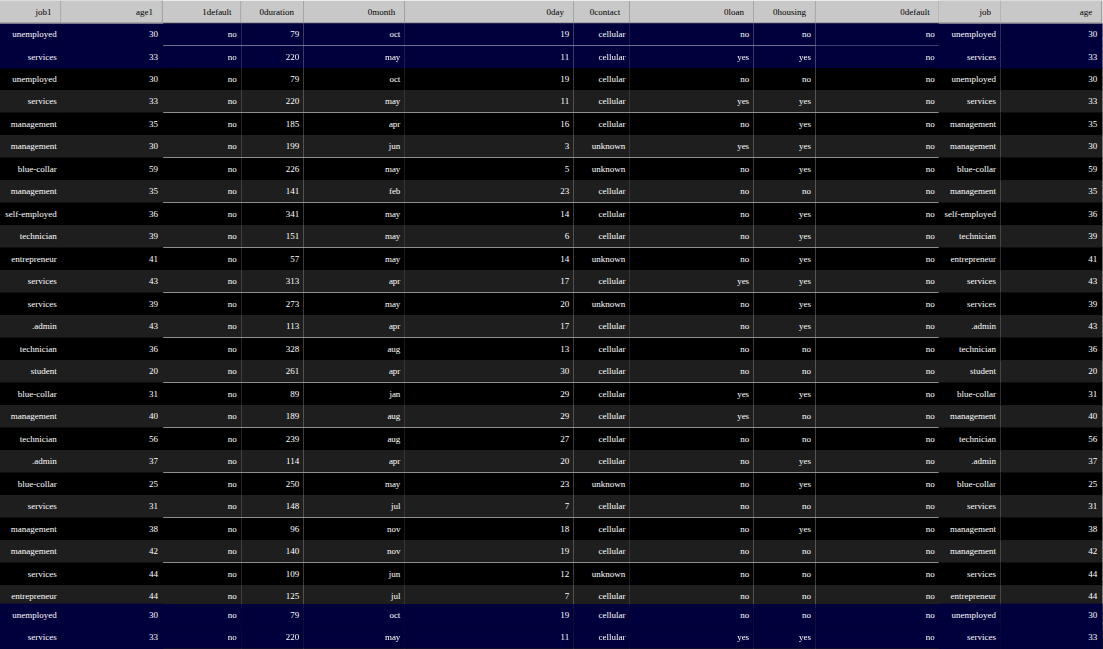 job1 age1 1default 0duration 0month 0day 0contact 0loan 0housing 0default job age
unemployed 30 no 79 oct 19 cellular no no no unemployed 30
services 33 no 220 may 11 cellular yes yes no services 33
unemployed 30 no 79 oct 19 cellular no no no unemployed 30
services 33 no 220 may 11 cellular yes yes no services 33
management 35 no 185 apr 16 cellular no yes no management 35
management 30 no 199 jun 3 unknown yes yes no management 30
blue-collar 59 no 226 may 5 unknown no yes no blue-collar 59
management 35 no 141 feb 23 cellular no no no management 35
self-employed 36 no 341 may 14 cellular no yes no self-employed 36
technician 39 no 151 may 6 cellular no yes no technician 39
entrepreneur 41 no 57 may 14 unknown no yes no entrepreneur 41
services 43 no 313 apr 17 cellular yes yes no services 43
services 39 no 273 may 20 unknown no yes no services 39
.admin 43 no 113 apr 17 cellular no yes no .admin 43
technician 36 no 328 aug 13 cellular no no no technician 36
student 20 no 261 apr 30 cellular no no no student 20
blue-collar 31 no 89 jan 29 cellular yes yes no blue-collar 31
management 40 no 189 aug 29 cellular yes no no management 40
technician 56 no 239 aug 27 cellular no no no technician 56
.admin 37 no 114 apr 20 cellular no yes no .admin 37
blue-collar 25 no 250 may 23 unknown no yes no blue-collar 25
services 31 no 148 jul 7 cellular no no no services 31
management 38 no 96 nov 18 cellular no yes no management 38
management 42 no 140 nov 19 cellular no no no management 42
services 44 no 109 jun 12 unknown no no no services 44
entrepreneur 44 no 125 jul 7 cellular no no no entrepreneur 44
unemployed 30 no 79 oct 19 cellular no no no unemployed 30
services 33 no 220 may 11 cellular yes yes no services 33